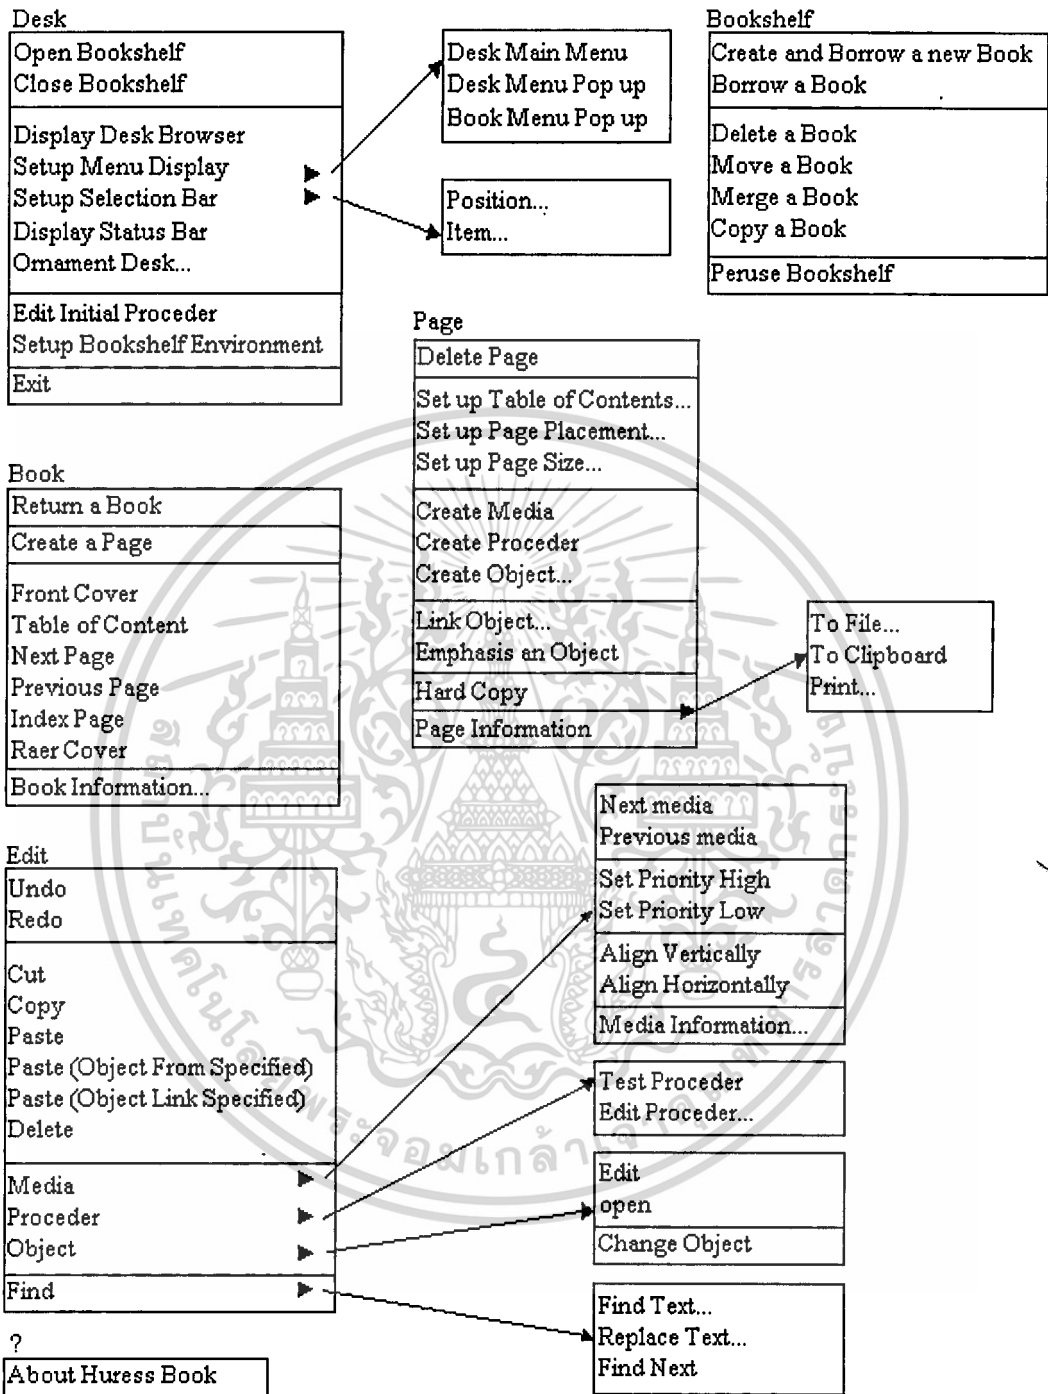 Desk
Open Bookshelf
Close Bookshelf
Display Desk Browser
Setup Menu Display
Setup Selection Bar
Display Status Bar
Ornament Desk...
Edit Initial Proceder
Setup Bookshelf Environment
Exit
Desk Main Menu
Desk Menu Pop up
Book Menu Pop up
Position...
Item...
Bookshelf
Create and Borrow a new Book
Borrow a Book
Delete a Book
Move a Book
Merge a Book
Copy a Book
Peruse Bookshelf
Page
Delete Page
Set up Table of Contents...
Set up Page Placement...
Set up Page Size...
Create Media
Create Proceder
Create Object...
Link Object...
Emphasis an Object
Hard Copy
Page Information
To File...
To Clipboard
Print...
Book
Return a Book
Create a Page
Front Cover
Table of Content
Next Page
Previous Page
Index Page
Raer Cover
Book Information...
Edit
Undo
Redo
Cut
Copy
Paste
Paste (Object From Specified)
Paste (Object Link Specified)
Delete
Media
Proceder
Object
Find
Next media
Previous media
Set Priority High
Set Priority Low
Align Vertically
Align Horizontally
Media Information...
Test Proceder
Edit Proceder...
Edit
open
Change Object
Find Text...
Replace Text...
Find Next
?
About Huress Book